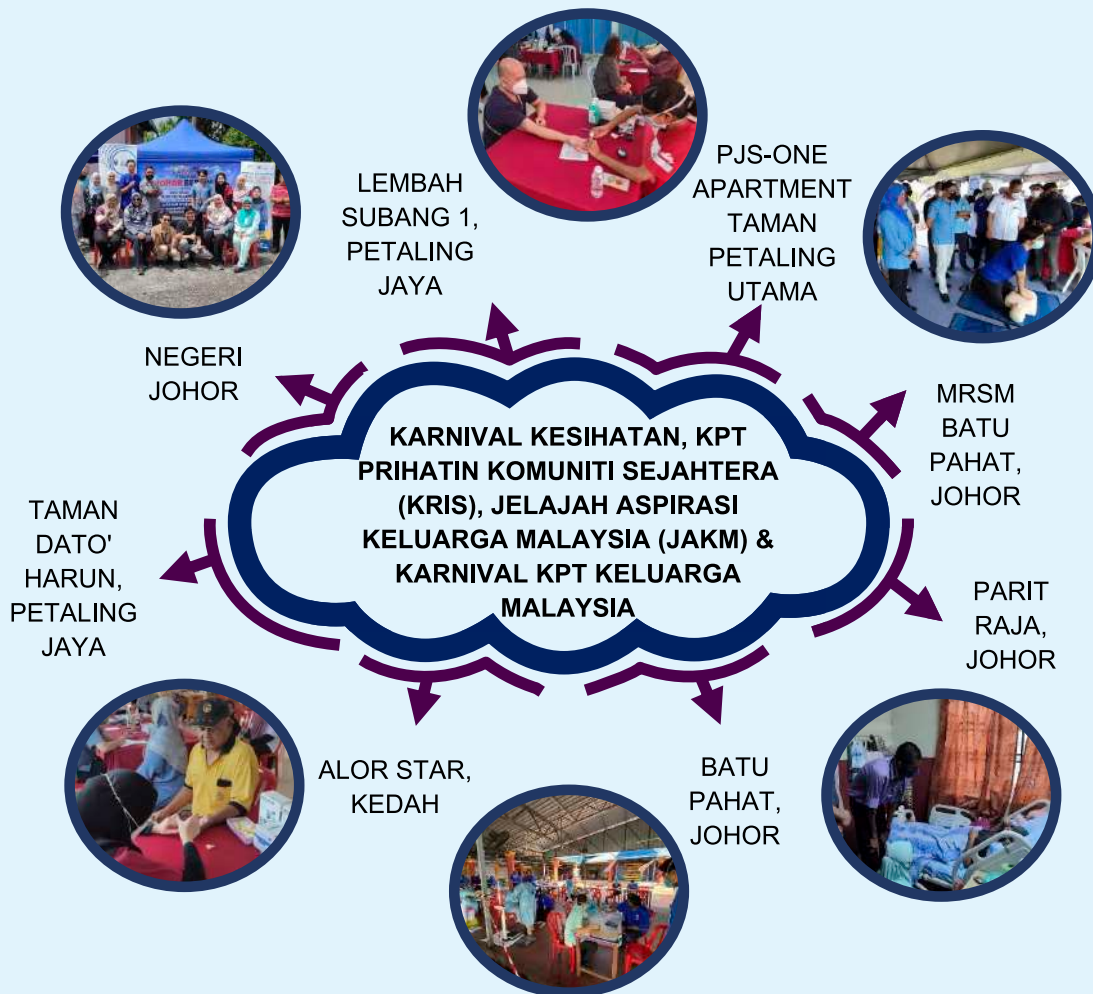 LEMBAH
SUBANG 1,
PETALING
JAYA
PJS-ONE
APARTMENT
TAMAN
PETALING
UTAMA
NEGERI
JOHOR
MRSM
BATU
PAHAT,
JOHOR
KARNIVAL KESIHATAN, KPT
PRIHATIN KOMUNITI SEJAHTERA
(KRIS), JELAJAH ASPIRASI
KELUARGA MALAYSIA (JAKM) &
KARNIVAL KPT KELUARGA
MALAYSIA
TAMAN
DATO'
HARUN,
PETALING
JAYA
PARIT
RAJA,
JOHOR
ALOR STAR,
KEDAH
BATU
PAHAT,
JOHOR